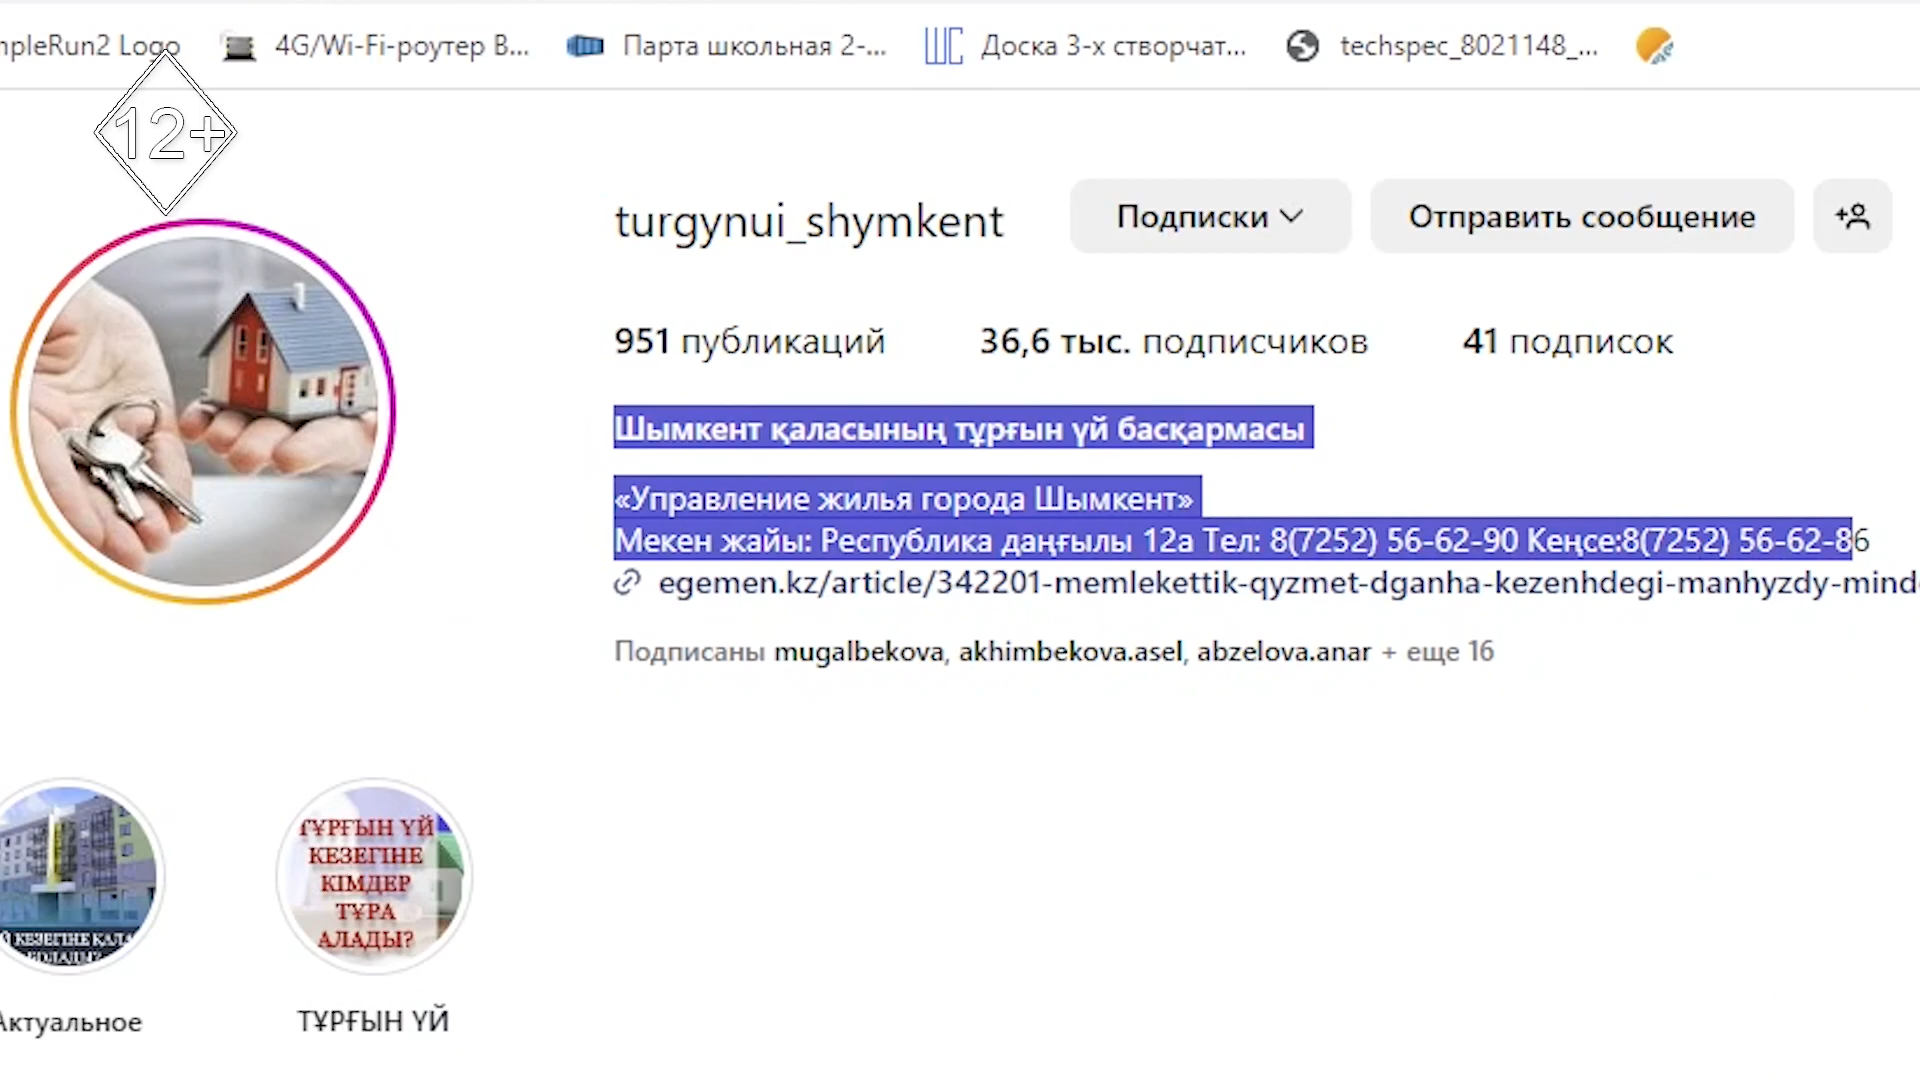 mpleRun2 Logo 4G/Wi-Fi-роутер B... Парта школьная 2-... Доска 3-х створчат... techspec_8021148_...
12+
turgynui_shymkent Подписки Отправить сообщение
951 публикаций 36,6 тыс. подписчиков 41 подписок
Шымкент қаласының тұрғын үй басқармасы
«Управление жилья города Шымкент»
Мекен жайы: Республика даңғылы 12а Тел: 8(7252) 56-62-90 Кеңсе:8(7252) 56-62-86
egemen.kz/article/342201-memlekettik-qyzmet-dganha-kezenhdegi-manhyzdy-mind
Подписаны mugalbekova, akhimbekova.asel, abzelova.anar + еще 16
Й КЕЗЕГІНЕ ҚАЛА
БОЛАДЫ?
ТҰРҒЫН ҮЙ
КЕЗЕГІНЕ
КІМДЕР
ТҰРА
АЛАДЫ?
Актуальное ТҰРҒЫН ҮЙ